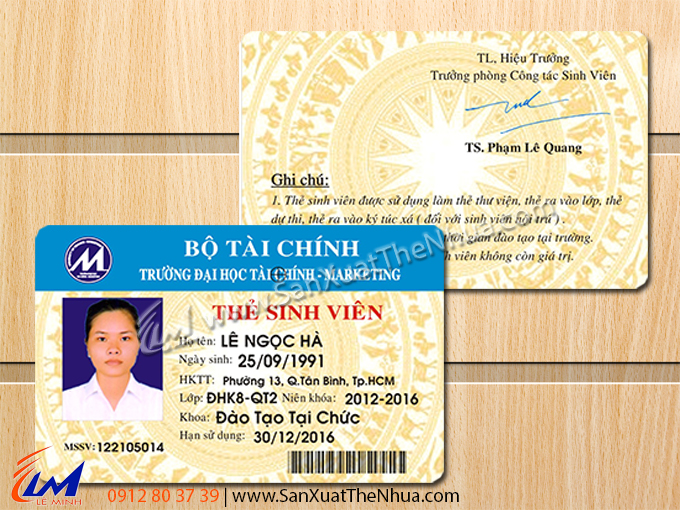 TL, Hiệu Trưởng
Trưởng phòng Công tác Sinh Viên
TS. Phạm Lê Quang
Ghi chú:
1. Thẻ sinh viên được sử dụng làm thẻ thư viện, thẻ ra vào lớp, thẻ
dự thi, thẻ ra vào ký túc xá ( đối với sinh viên nội trú ) .
thời gian đào tạo tại trường.
h viên không còn giá trị.
BỘ TÀI CHÍNH
TRƯỜNG ĐẠI HỌC TÀI CHÍNH - MARKETING
THẺ SINH VIÊN
Họ tên: LÊ NGỌC HÀ
Ngày sinh: 25/09/1991
HKTT: Phường 13, Q.Tân Bình, Tp.HCM
Lớp: ĐHK8-QT2 Niên khóa: 2012-2016
Khoa: Đào Tạo Tại Chức
Hạn sử dụng: 30/12/2016
MSSV: 122105014
www.SanXuatTheNhua.com
LM
LÊ MINH
0912 80 37 39 | www.SanXuatTheNhua.com